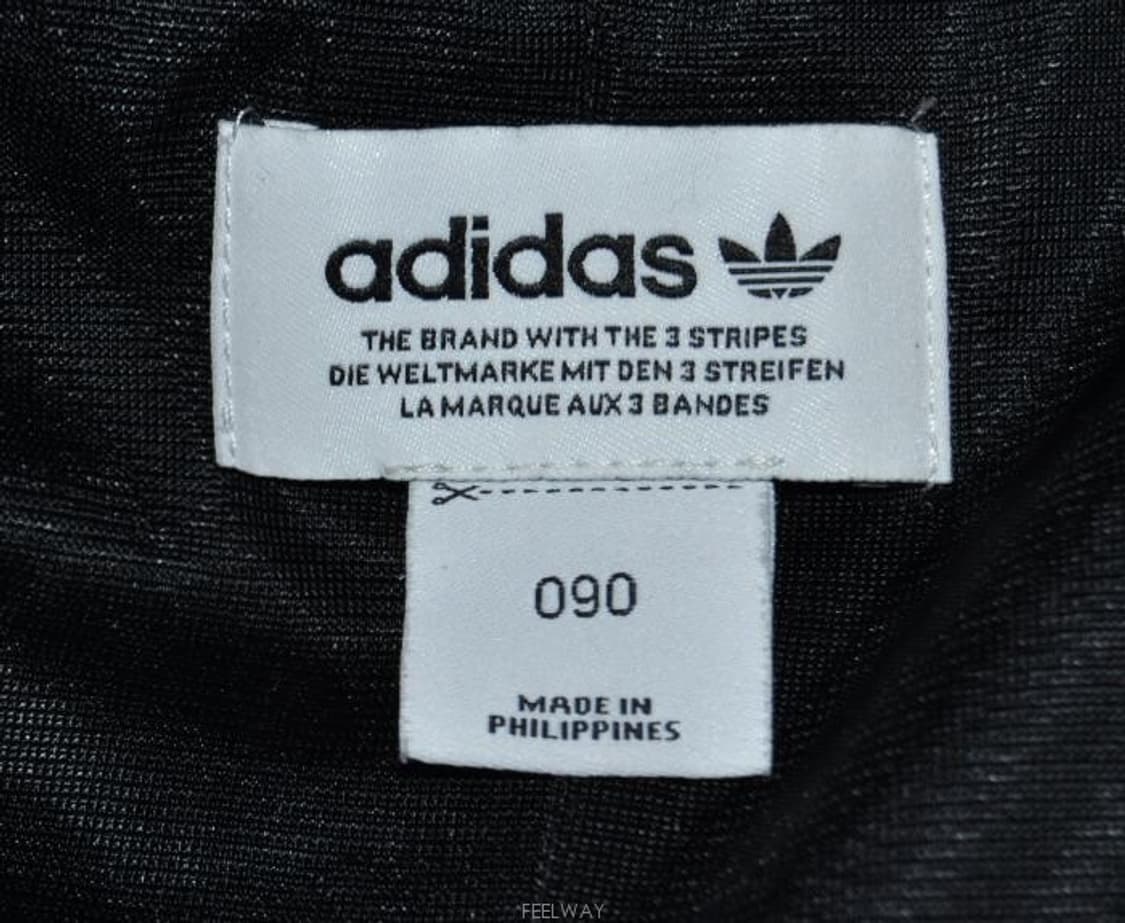 adidas
THE BRAND WITH THE 3 STRIPES
DIE WELTMARKE MIT DEN 3 STREIFEN
LA MARQUE AUX 3 BANDES
090
MADE IN
PHILIPPINES
FEELWAY